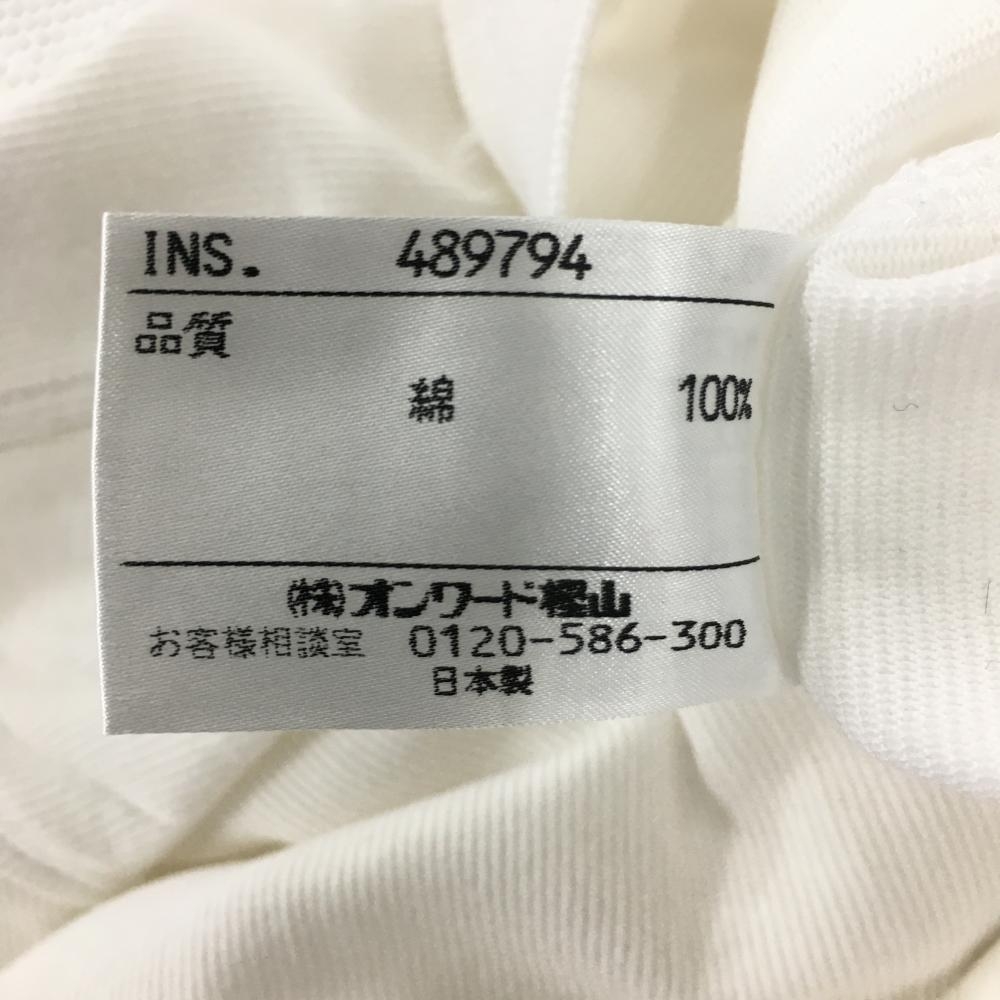 INS. 489794
品質
綿 100%
(株)オンワード樫山
お客様相談室 0120-586-300
日本製